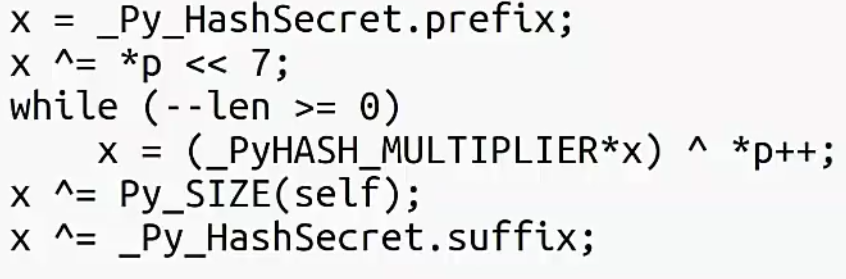 x = _Py_HashSecret.prefix;
x ^= *p << 7;
while (--len >= 0)
    x = (_PyHASH_MULTIPLIER*x) ^ *p++;
x ^= Py_SIZE(self);
x ^= _Py_HashSecret.suffix;